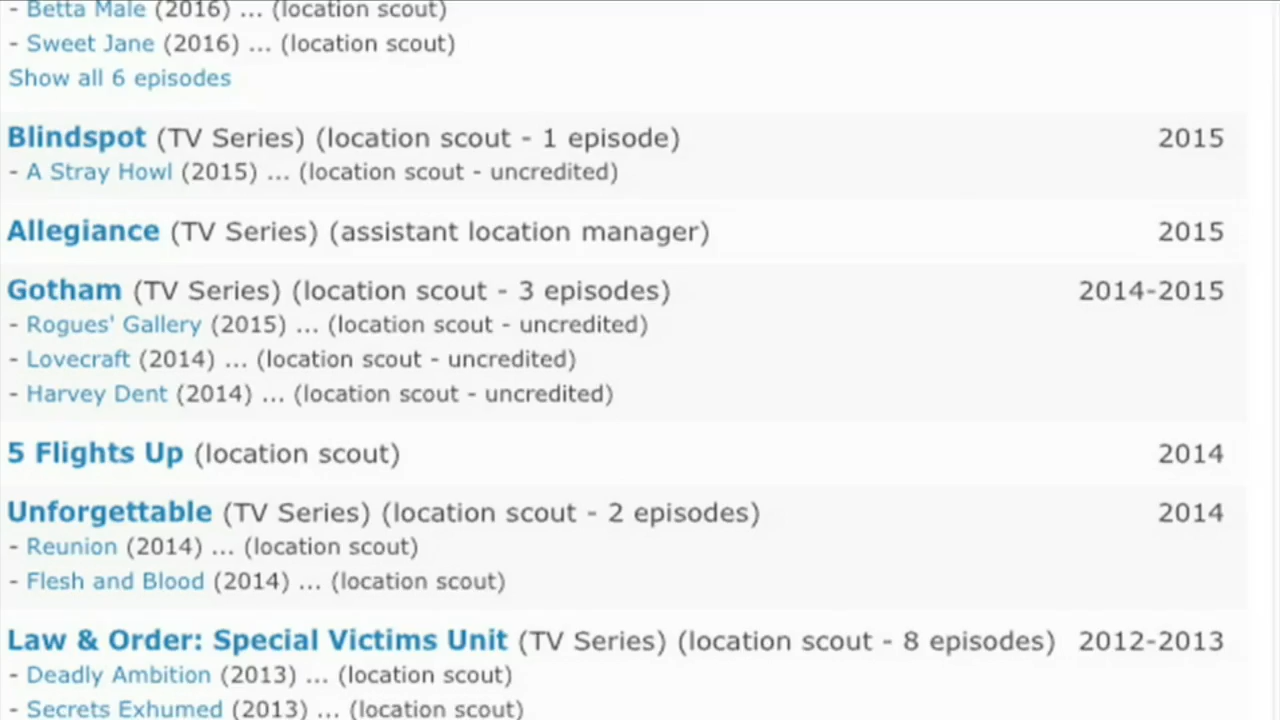 - Betta Male (2016) ... (location scout)
- Sweet Jane (2016) ... (location scout)
Show all 6 episodes
Blindspot (TV Series) (location scout - 1 episode) 2015
- A Stray Howl (2015) ... (location scout - uncredited)
Allegiance (TV Series) (assistant location manager) 2015
Gotham (TV Series) (location scout - 3 episodes) 2014-2015
- Rogues' Gallery (2015) ... (location scout - uncredited)
- Lovecraft (2014) ... (location scout - uncredited)
- Harvey Dent (2014) ... (location scout - uncredited)
5 Flights Up (location scout) 2014
Unforgettable (TV Series) (location scout - 2 episodes) 2014
- Reunion (2014) ... (location scout)
- Flesh and Blood (2014) ... (location scout)
Law & Order: Special Victims Unit (TV Series) (location scout - 8 episodes) 2012-2013
- Deadly Ambition (2013) ... (location scout)
- Secrets Exhumed (2013) ... (location scout)